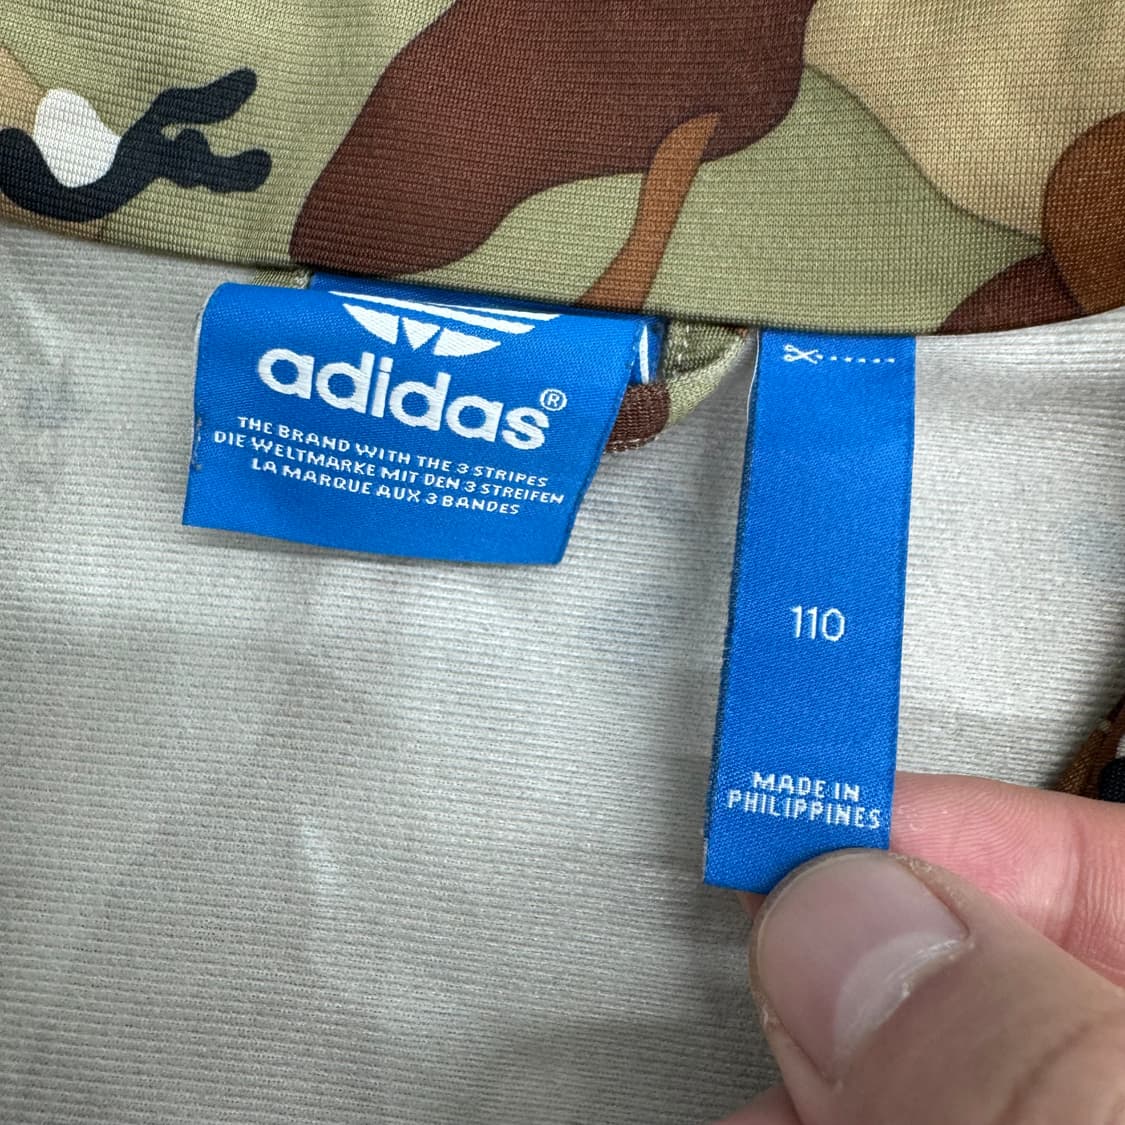 adidas®
THE BRAND WITH THE 3 STRIPES
DIE WELTMARKE MIT DEN 3 STREIFEN
LA MARQUE AUX 3 BANDES
110
MADE IN
PHILIPPINES